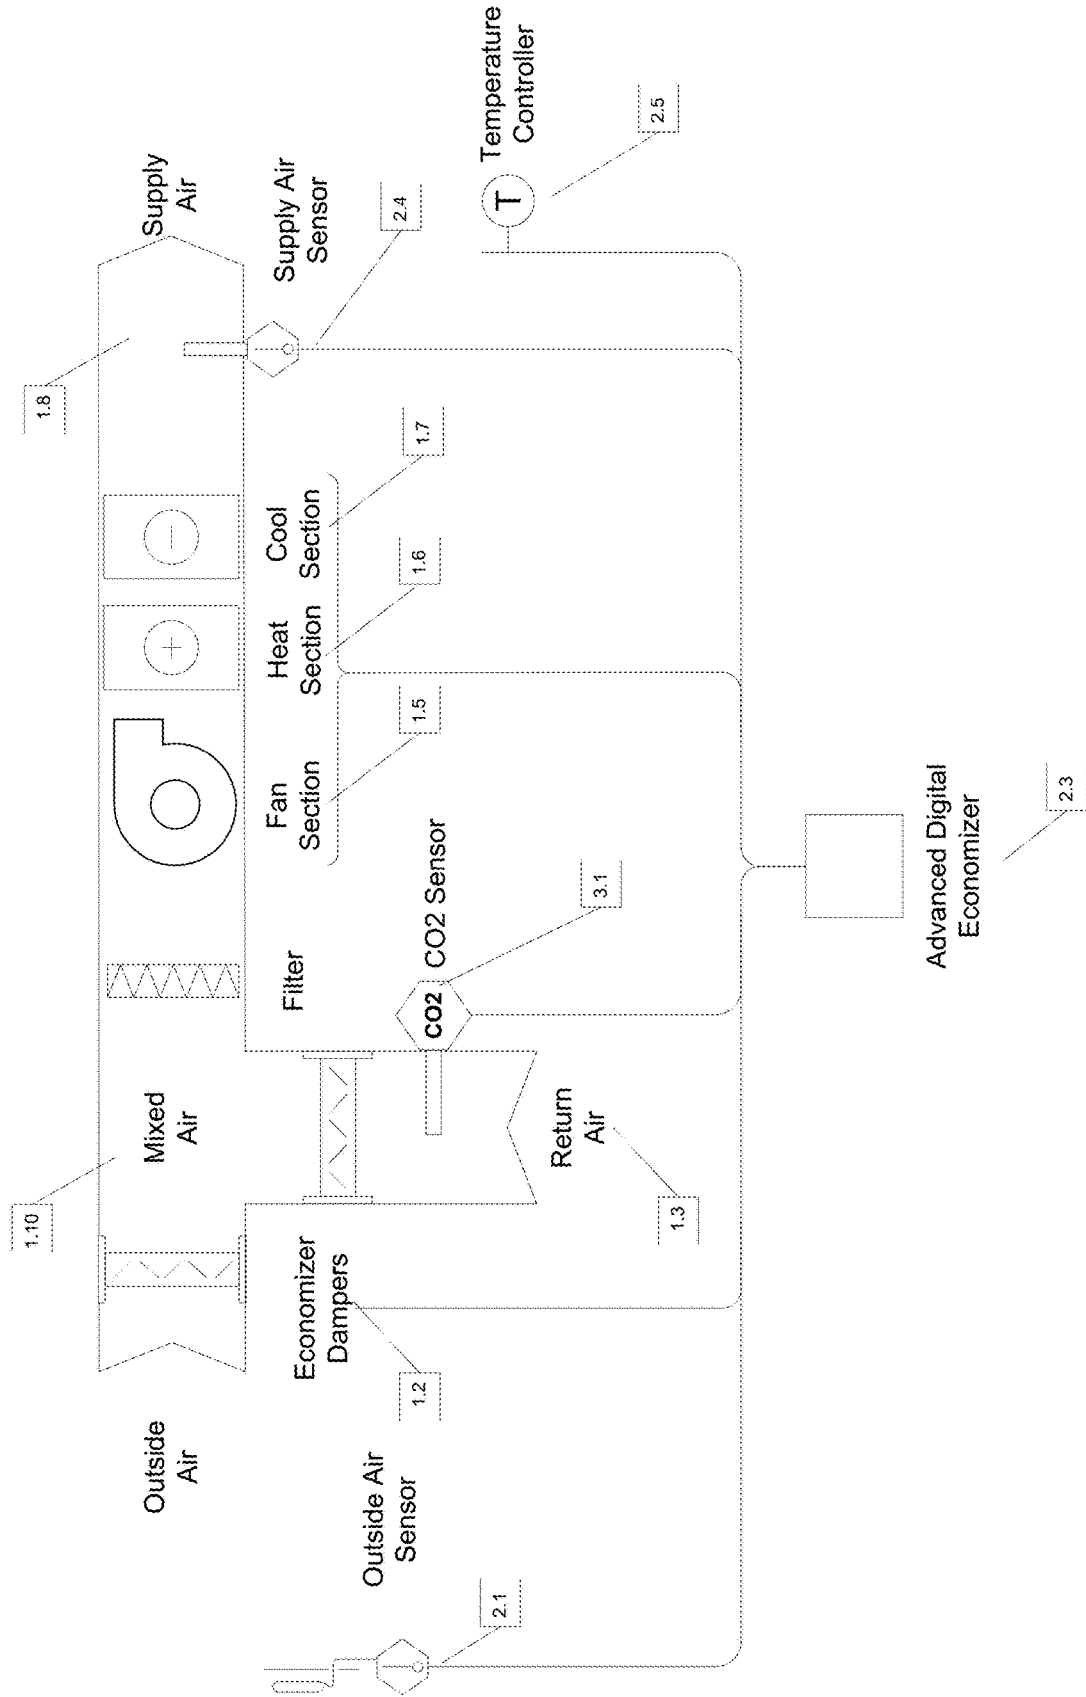 1.10
1.8
Outside
Air
Mixed
Air
Supply
Air
Filter
Fan
Section
Heat
Section
Cool
Section
Supply Air
Sensor
Economizer
Dampers
Outside Air
Sensor
CO2
CO2 Sensor
T
Temperature
Controller
Return
Air
2.1
1.2
1.3
3.1
1.5
1.6
1.7
2.4
2.5
Advanced Digital
Economizer
2.3